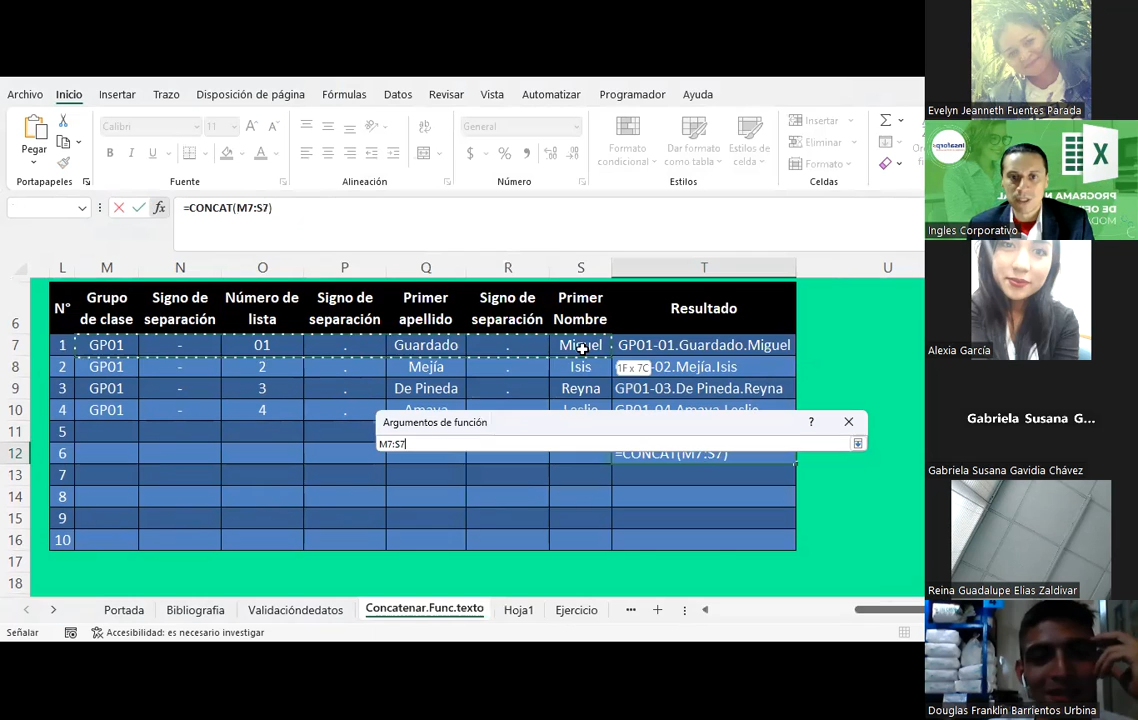 Archivo Inicio Insertar Trazo Disposición de página Fórmulas Datos Revisar Vista Automatizar Programador Ayuda
Pegar
Calibri 11
N K S
General
$ % ,
Formato condicional
Dar formato como tabla
Estilos de celda
Insertar
Eliminar
Formato
Portapapeles Fuente Alineación Número Estilos Celdas
fx =CONCAT(M7:S7)
L M N O P Q R S T U
6 N° Grupo de clase Signo de separación Número de lista Signo de separación Primer apellido Signo de separación Primer Nombre Resultado
7 1 GP01 - 01 . Guardado . Miguel GP01-01.Guardado.Miguel
8 2 GP01 - 2 . Mejía . Isis 1F x 7C -02.Mejía.Isis
9 3 GP01 - 3 . De Pineda . Reyna GP01-03.De Pineda.Reyna
10 4 GP01 - 4 . Amaya . Leslie GP01-04.Amaya.Leslie
11 5
Argumentos de función ?
M7:S7
12 6 =CONCAT(M7:S7)
13 7
14 8
15 9
16 10
17
18
Portada Bibliografia Validacióndedatos Concatenar.Func.texto Hoja1 Ejercicio
Señalar Accesibilidad: es necesario investigar
Evelyn Jeanneth Fuentes Parada
Ingles Corporativo
Alexia García
Gabriela Susana G...
Gabriela Susana Gavidia Chávez
Reina Guadalupe Elias Zaldivar
Douglas Franklin Barrientos Urbina